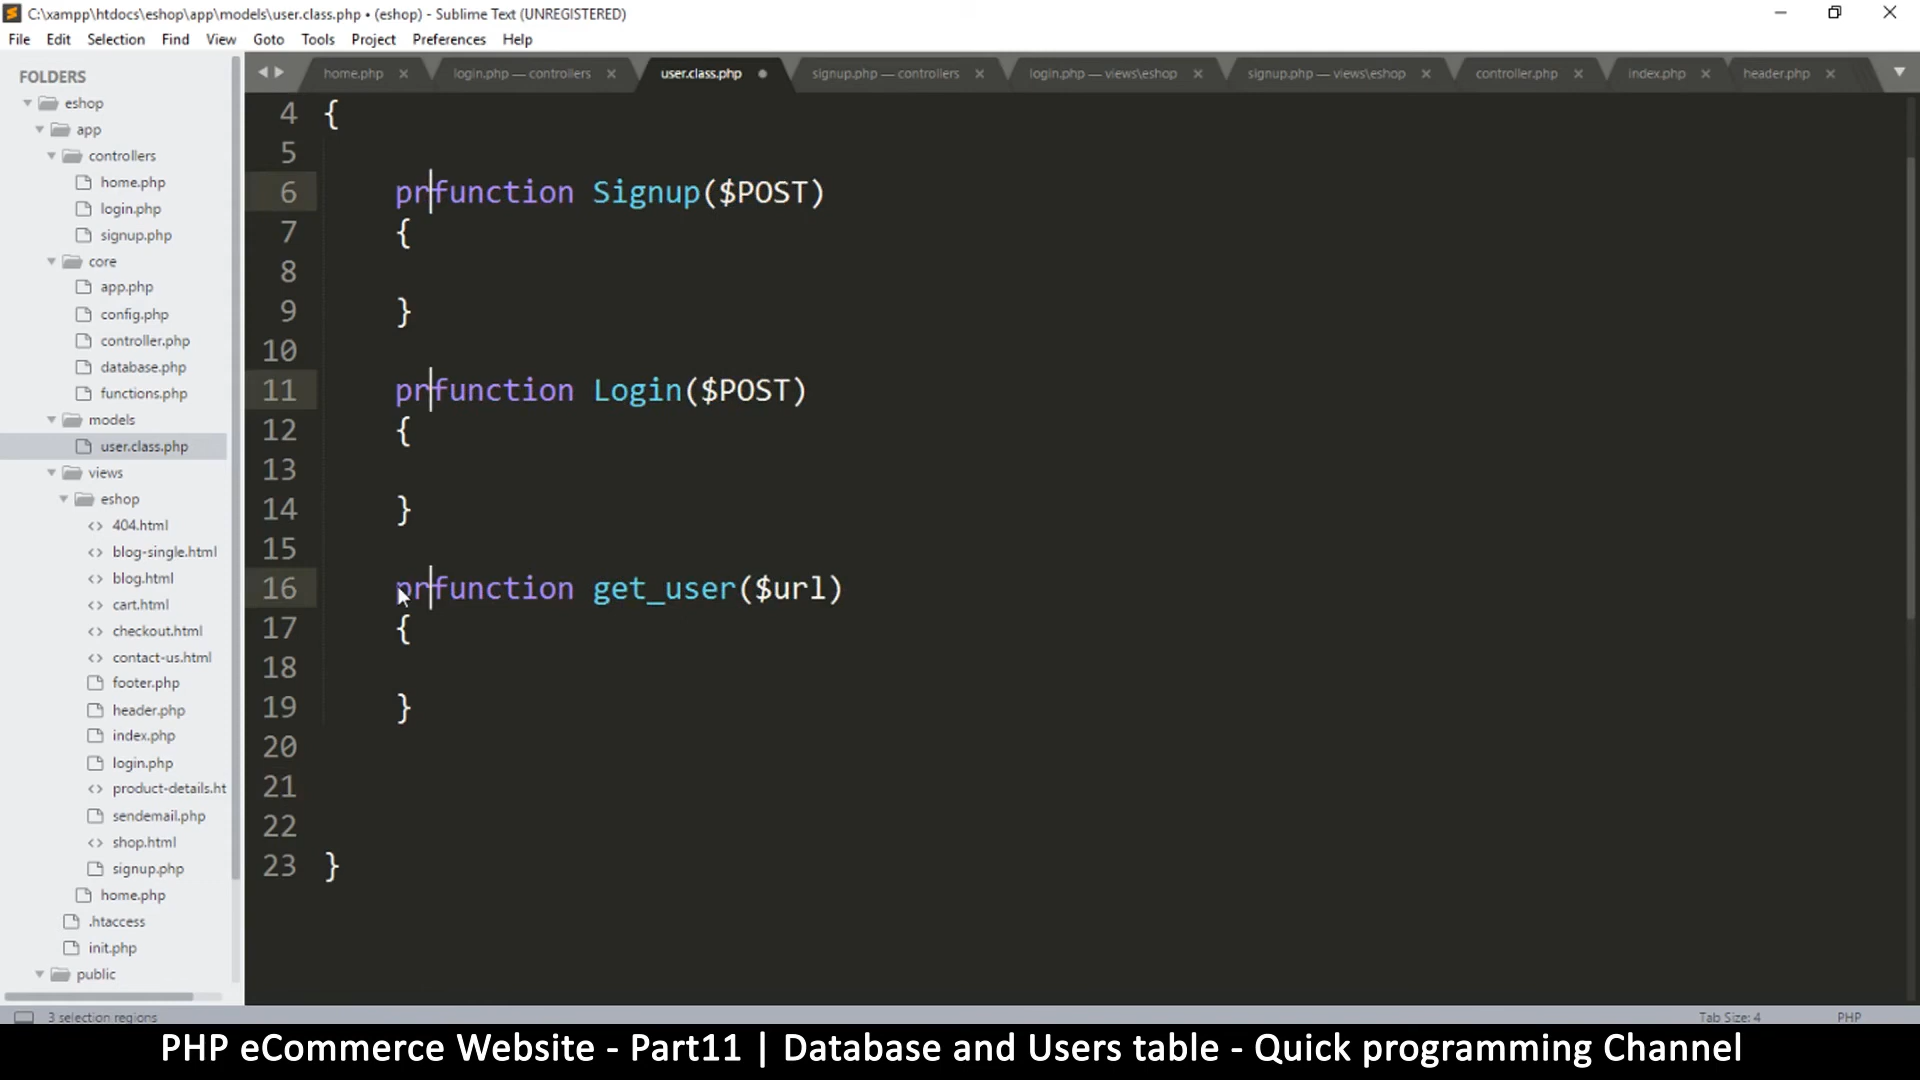 C:\xampp\htdocs\eshop\app\models\user.class.php • (eshop) - Sublime Text (UNREGISTERED)
File Edit Selection Find View Goto Tools Project Preferences Help
FOLDERS
eshop
app
controllers
home.php
login.php
signup.php
core
app.php
config.php
controller.php
database.php
functions.php
models
user.class.php
views
eshop
404.html
blog-single.html
blog.html
cart.html
checkout.html
contact-us.html
footer.php
header.php
index.php
login.php
product-details.ht
sendemail.php
shop.html
signup.php
home.php
.htaccess
init.php
public
home.php login.php — controllers user.class.php signup.php — controllers login.php — views\eshop signup.php — views\eshop controller.php index.php header.php
4 {
5
6 prfunction Signup($POST)
7 {
8
9 }
10
11 prfunction Login($POST)
12 {
13
14 }
15
16 prfunction get_user($url)
17 {
18
19 }
20
21
22
23 }
3 selection regions Tab Size: 4 PHP
PHP eCommerce Website - Part11 | Database and Users table - Quick programming Channel